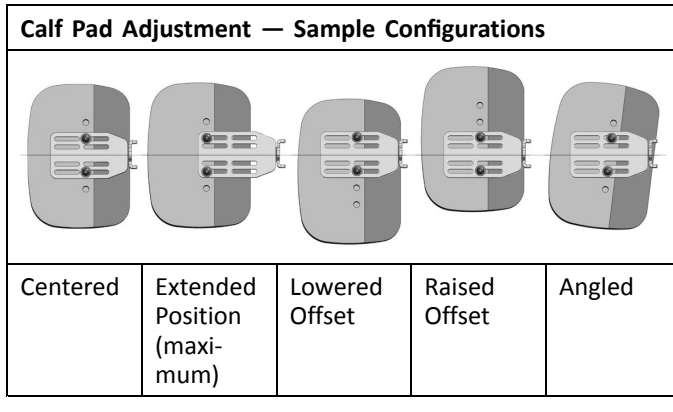 Calf Pad Adjustment — Sample Configurations
Centered
Extended
Position
(maxi-
mum)
Lowered
Offset
Raised
Offset
Angled